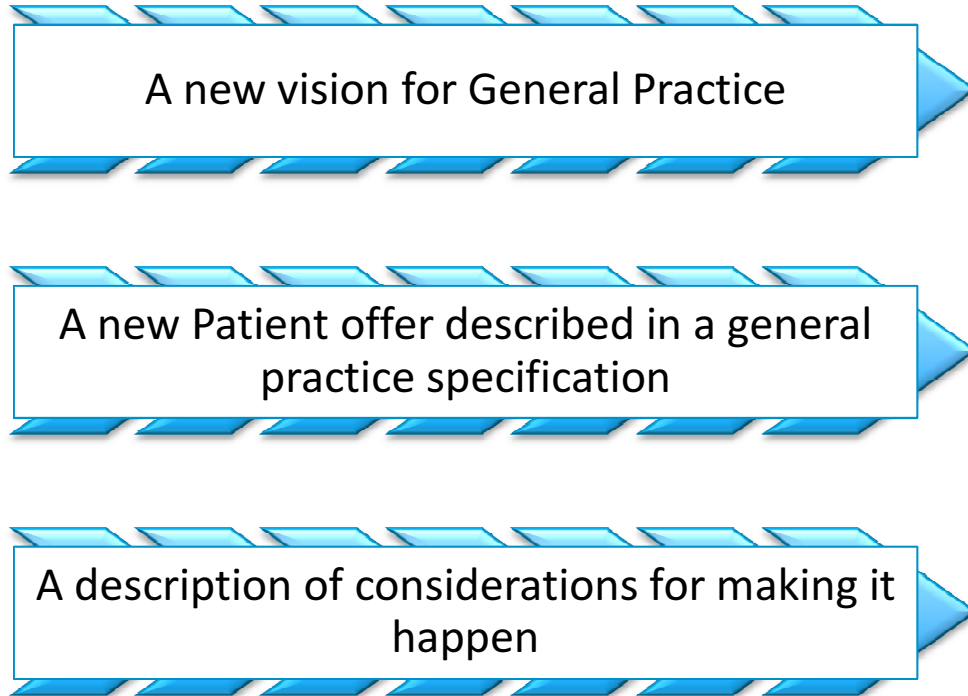 A new vision for General Practice
A new Patient offer described in a general
practice specification
A description of considerations for making it
happen